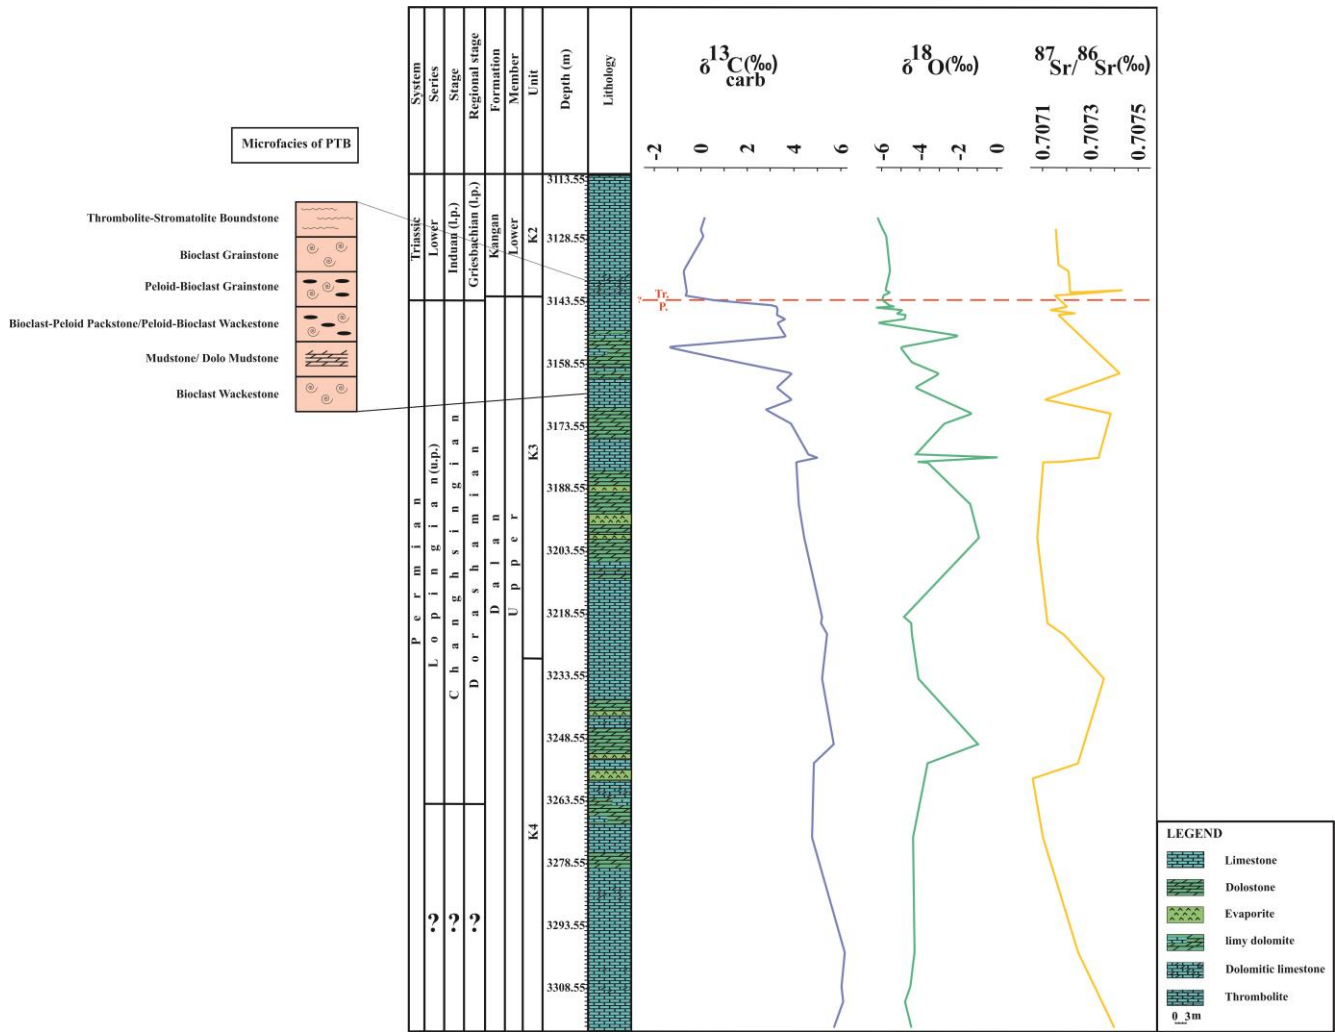 System
Series
Stage
Regional stage
Formation
Member
Unit
Depth (m)
Lithology
δ13C(‰)
carb
δ18O(‰)
87Sr/86Sr(‰)
-2 0 2 4 6
-6 -4 -2 0
0.7071 0.7073 0.7075
Microfacies of PTB
Thrombolite-Stromatolite Boundstone
Bioclast Grainstone
Peloid-Bioclast Grainstone
Bioclast-Peloid Packstone/Peloid-Bioclast Wackestone
Mudstone/ Dolo Mudstone
Bioclast Wackestone
Triassic
Lower
Induan (l.p.)
Griesbachian (l.p.)
Kangan
Lower
K2
Permian
Lopingian (u.p.)
Changhsingian
Dorashamian
Dalan
Upper
K3
K4
? ? ?
3113.55
3128.55
3143.55
3158.55
3173.55
3188.55
3203.55
3218.55
3233.55
3248.55
3263.55
3278.55
3293.55
3308.55
? Tr.
P.
LEGEND
Limestone
Dolostone
Evaporite
limy dolomite
Dolomitic limestone
Thrombolite
0 3m